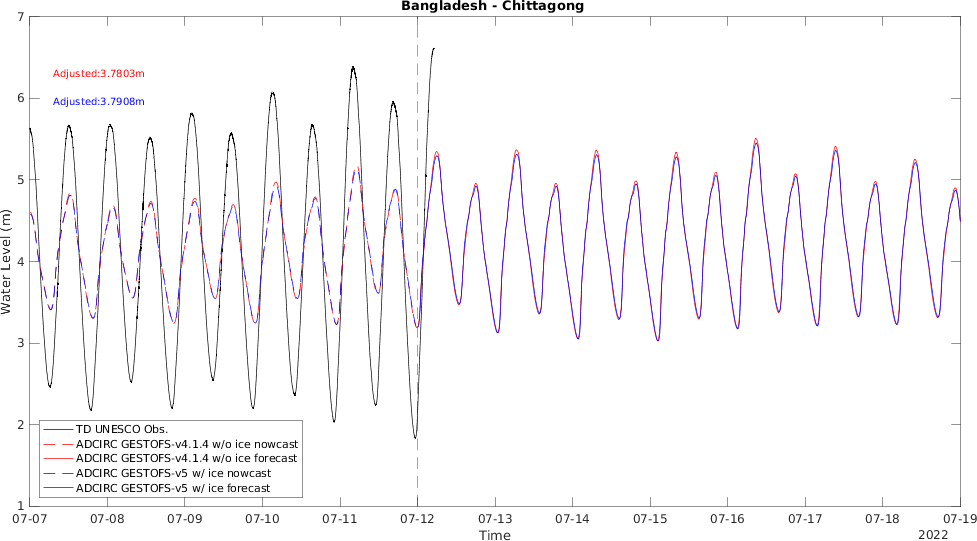 Bangladesh - Chittagong
7
6
5
4
3
2
1
Water Level (m)
Adjusted:3.7803m
Adjusted:3.7908m
TD UNESCO Obs.
ADCIRC GESTOFS-v4.1.4 w/o ice nowcast
ADCIRC GESTOFS-v4.1.4 w/o ice forecast
ADCIRC GESTOFS-v5 w/ ice nowcast
ADCIRC GESTOFS-v5 w/ ice forecast
07-07 07-08 07-09 07-10 07-11 07-12 07-13 07-14 07-15 07-16 07-17 07-18 07-19
Time
2022